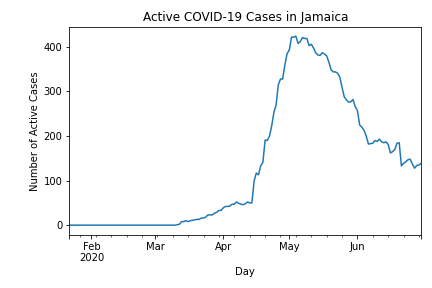 Active COVID-19 Cases in Jamaica
Number of Active Cases
400
300
200
100
0
Feb
2020
Mar
Apr
May
Jun
Day